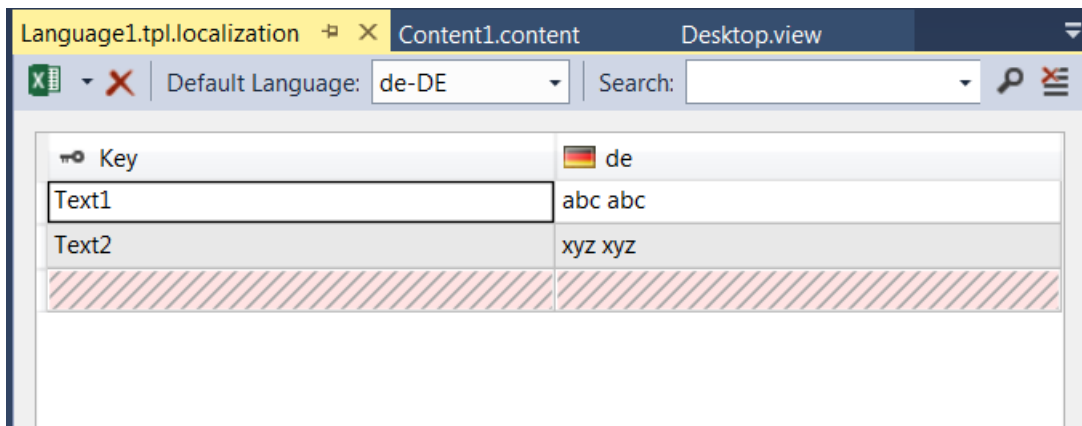 Language1.tpl.localization Content1.content Desktop.view
Default Language: de-DE Search:
Key de
Text1 abc abc
Text2 xyz xyz